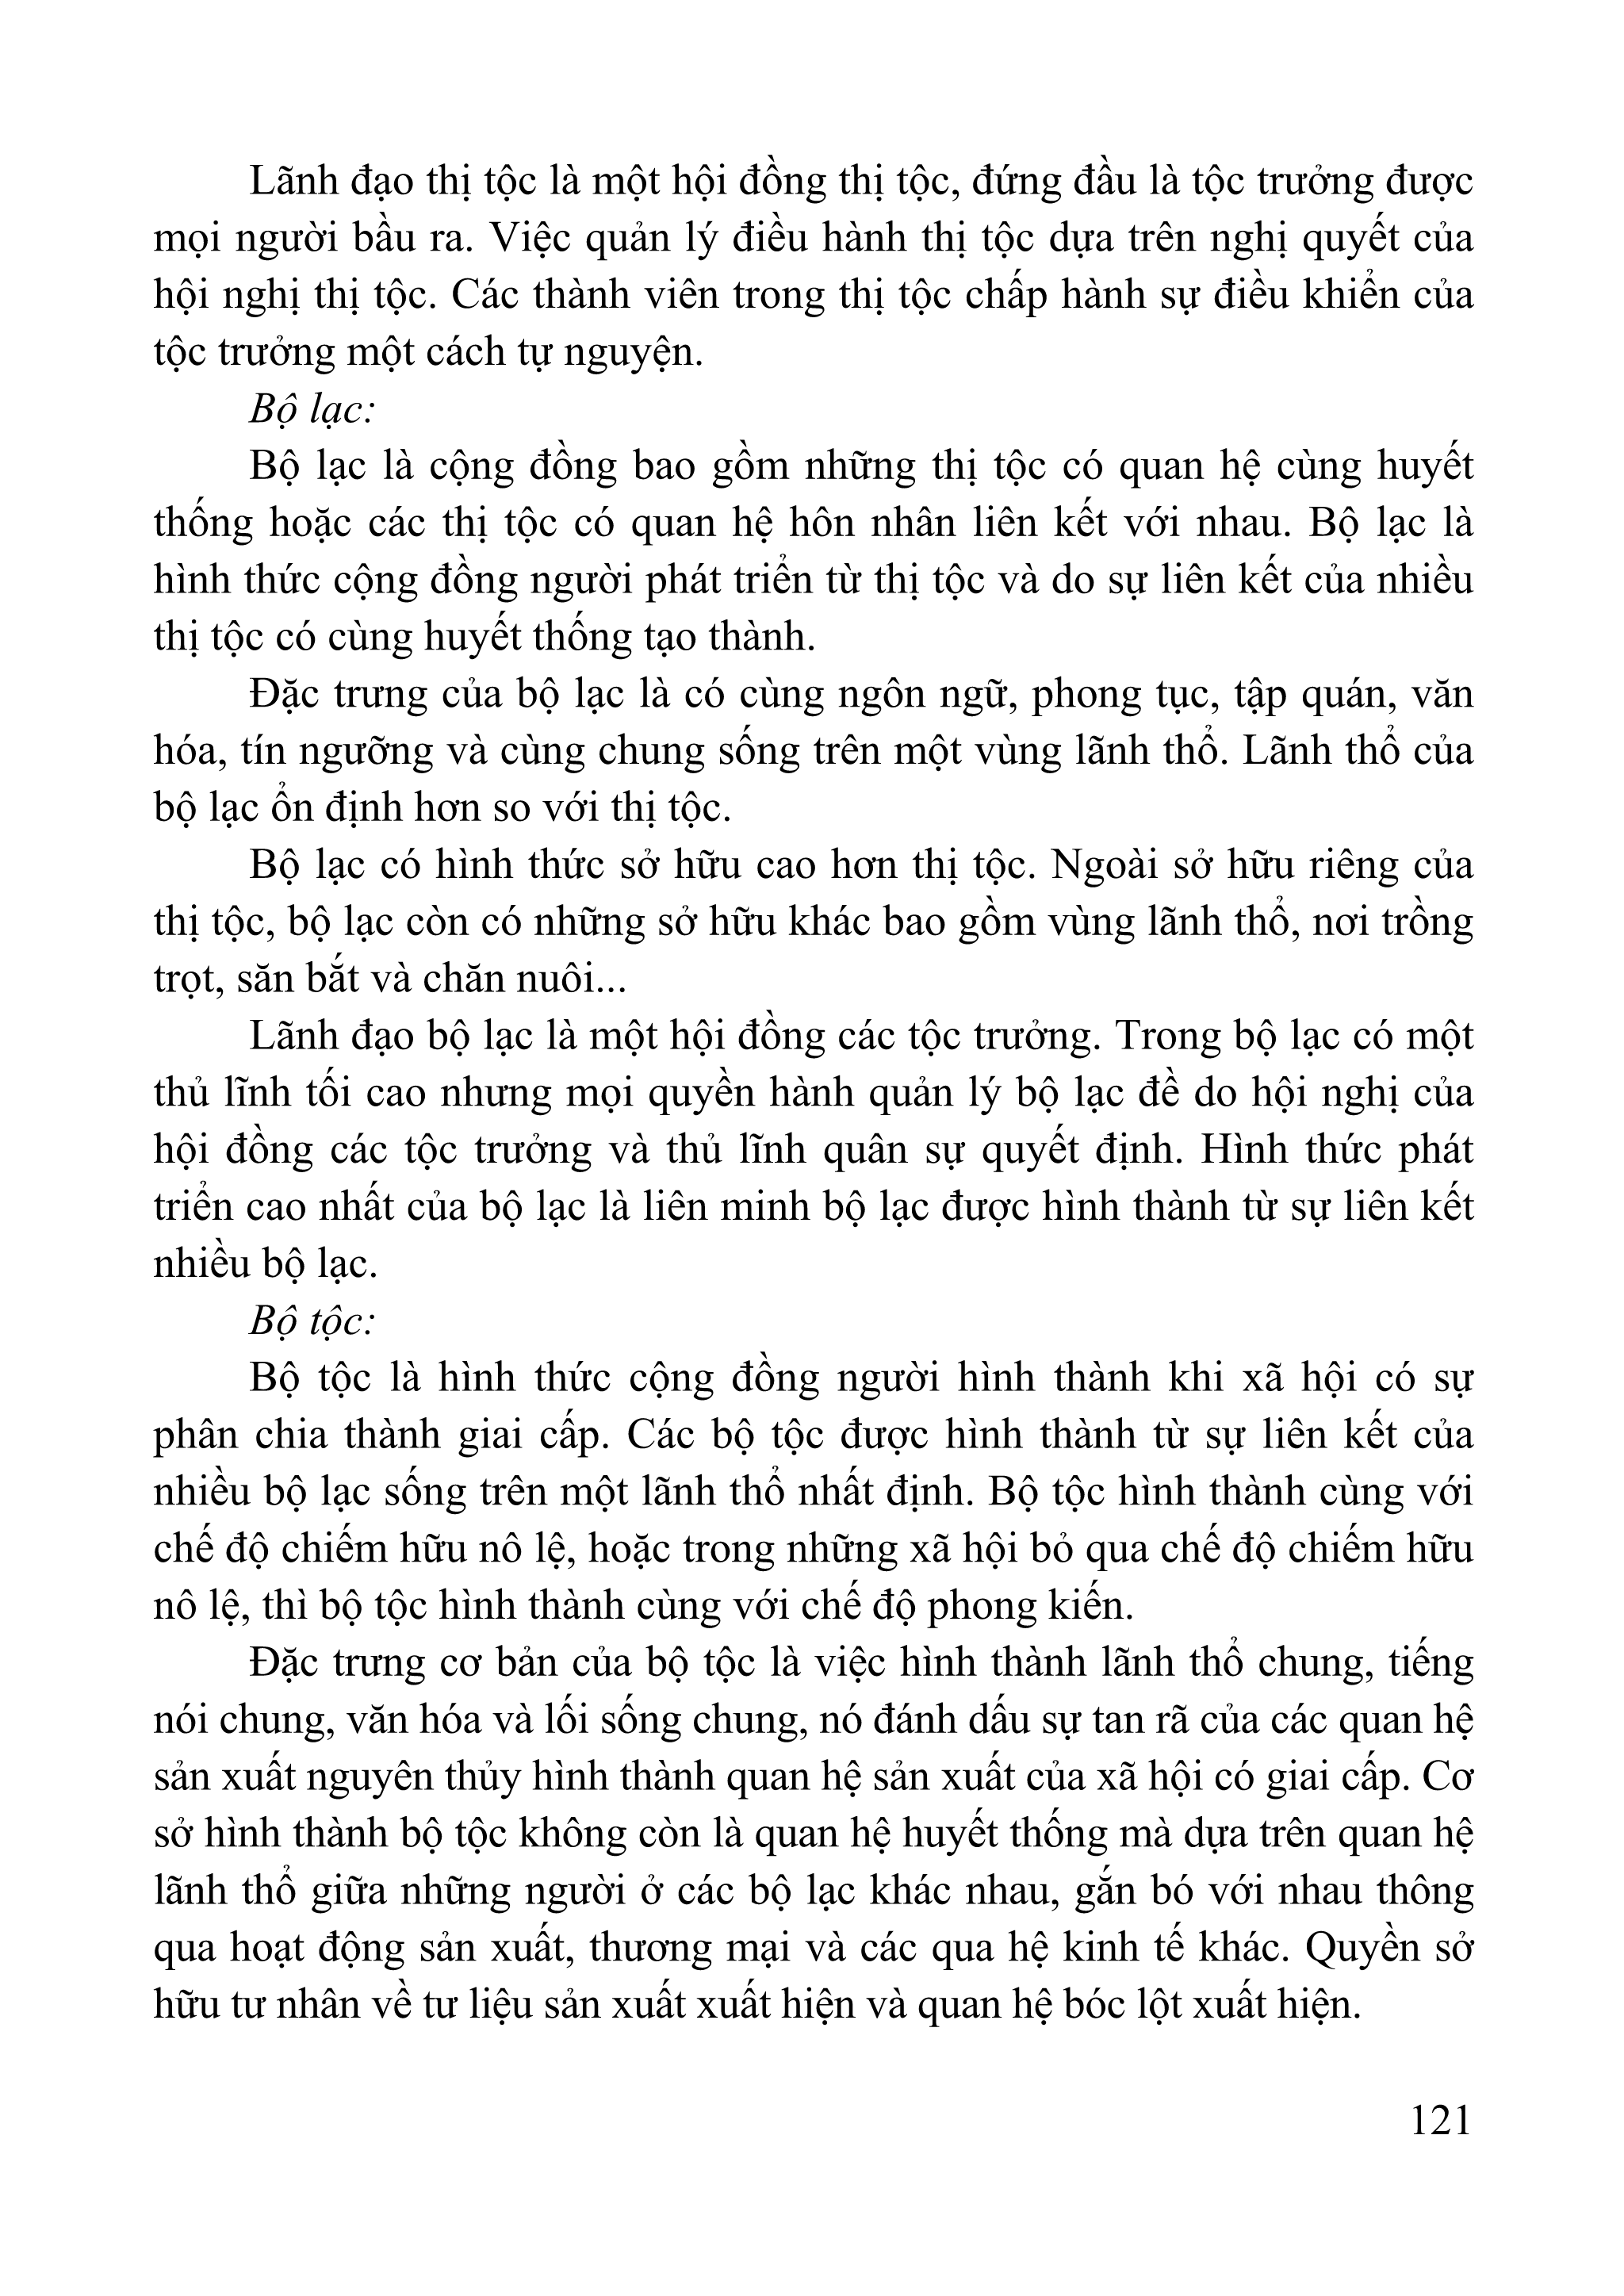 Lãnh đạo thị tộc là một hội đồng thị tộc, đứng đầu là tộc trưởng được
mọi người bầu ra. Việc quản lý điều hành thị tộc dựa trên nghị quyết của
hội nghị thị tộc. Các thành viên trong thị tộc chấp hành sự điều khiển của
tộc trưởng một cách tự nguyện.
Bộ lạc:
Bộ lạc là cộng đồng bao gồm những thị tộc có quan hệ cùng huyết
thống hoặc các thị tộc có quan hệ hôn nhân liên kết với nhau. Bộ lạc là
hình thức cộng đồng người phát triển từ thị tộc và do sự liên kết của nhiều
thị tộc có cùng huyết thống tạo thành.
Đặc trưng của bộ lạc là có cùng ngôn ngữ, phong tục, tập quán, văn
hóa, tín ngưỡng và cùng chung sống trên một vùng lãnh thổ. Lãnh thổ của
bộ lạc ổn định hơn so với thị tộc.
Bộ lạc có hình thức sở hữu cao hơn thị tộc. Ngoài sở hữu riêng của
thị tộc, bộ lạc còn có những sở hữu khác bao gồm vùng lãnh thổ, nơi trồng
trọt, săn bắt và chăn nuôi...
Lãnh đạo bộ lạc là một hội đồng các tộc trưởng. Trong bộ lạc có một
thủ lĩnh tối cao nhưng mọi quyền hành quản lý bộ lạc đề do hội nghị của
hội đồng các tộc trưởng và thủ lĩnh quân sự quyết định. Hình thức phát
triển cao nhất của bộ lạc là liên minh bộ lạc được hình thành từ sự liên kết
nhiều bộ lạc.
Bộ tộc:
Bộ tộc là hình thức cộng đồng người hình thành khi xã hội có sự
phân chia thành giai cấp. Các bộ tộc được hình thành từ sự liên kết của
nhiều bộ lạc sống trên một lãnh thổ nhất định. Bộ tộc hình thành cùng với
chế độ chiếm hữu nô lệ, hoặc trong những xã hội bỏ qua chế độ chiếm hữu
nô lệ, thì bộ tộc hình thành cùng với chế độ phong kiến.
Đặc trưng cơ bản của bộ tộc là việc hình thành lãnh thổ chung, tiếng
nói chung, văn hóa và lối sống chung, nó đánh dấu sự tan rã của các quan hệ
sản xuất nguyên thủy hình thành quan hệ sản xuất của xã hội có giai cấp. Cơ
sở hình thành bộ tộc không còn là quan hệ huyết thống mà dựa trên quan hệ
lãnh thổ giữa những người ở các bộ lạc khác nhau, gắn bó với nhau thông
qua hoạt động sản xuất, thương mại và các qua hệ kinh tế khác. Quyền sở
hữu tư nhân về tư liệu sản xuất xuất hiện và quan hệ bóc lột xuất hiện.
121